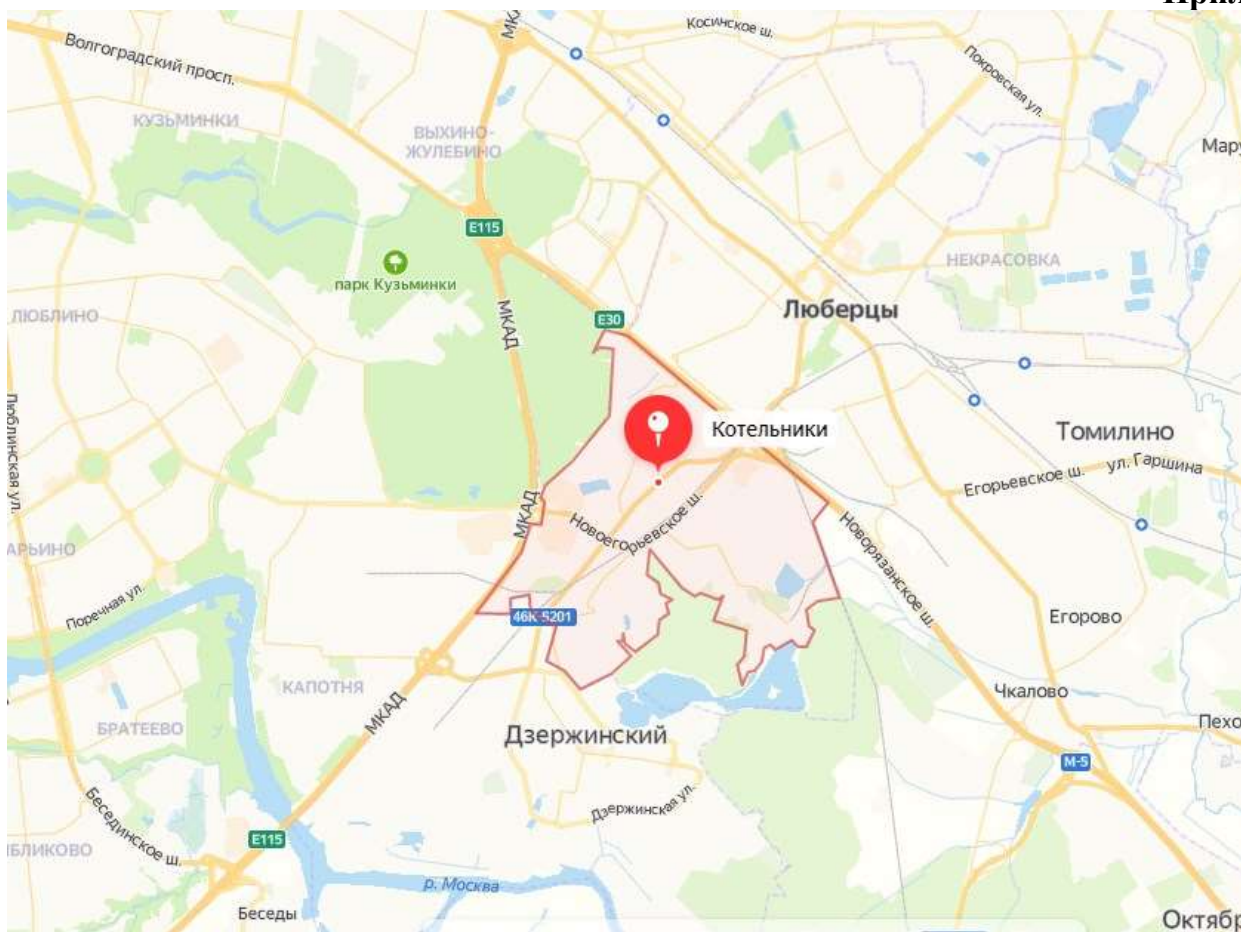 Прил
МКА
Косинское ш.
Волгоградский просп.
Покровская ул.
КУЗЬМИНКИ
ВЫХИНО-
ЖУЛЕБИНО
Мару
E115
НЕКРАСОВКА
парк Кузьминки
ЛЮБЛИНО
МКАД
E30
Люберцы
Люблинская ул.
Котельники
Томилино
Егорьевское ш.
ул. Гаршина
МКАД
Новоегорьевское ш.
Новорязанское ш.
АРЬИНО
Поречная ул.
46К-5201
Егорово
КАПОТНЯ
Чкалово
МКАД
БРАТЕЕВО
Дзержинский
Пехо
М-5
Дзержинская ул.
Бесединское ш.
E115
БЛИКОВО
р. Москва
Беседы
Октябр